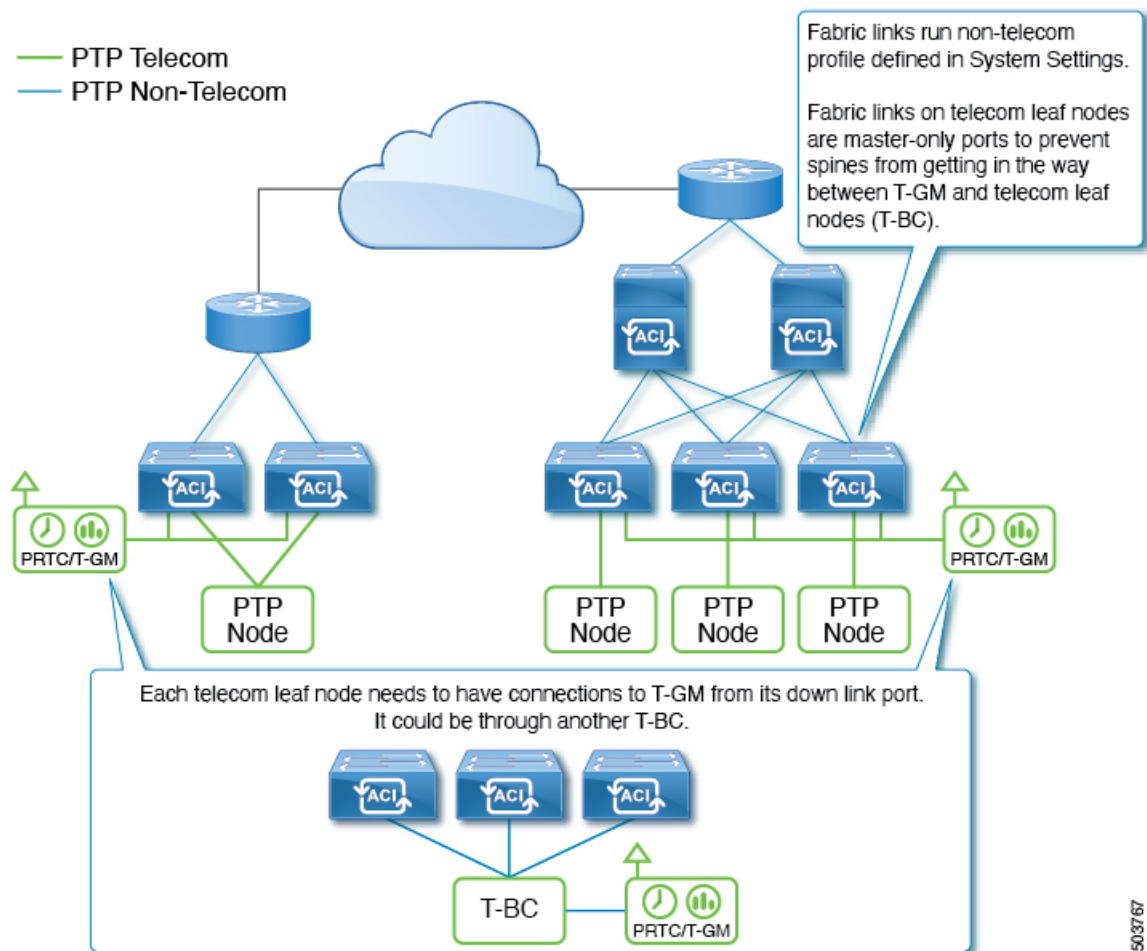 PTP Telecom
PTP Non-Telecom
Fabric links run non-telecom
profile defined in System Settings.
Fabric links on telecom leaf nodes
are master-only ports to prevent
spines from getting in the way
between T-GM and telecom leaf
nodes (T-BC).
ACI
ACI
ACI
ACI
ACI
ACI
ACI
PRTC/T-GM
PRTC/T-GM
PTP
Node
PTP
Node
PTP
Node
PTP
Node
Each telecom leaf node needs to have connections to T-GM from its down link port.
It could be through another T-BC.
ACI
ACI
ACI
T-BC
PRTC/T-GM
503767